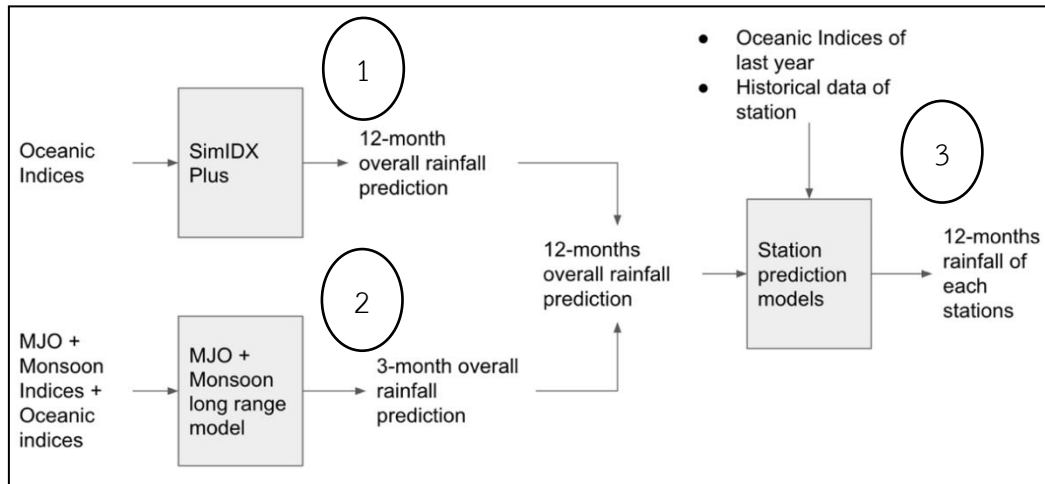 1
Oceanic
Indices
SimIDX
Plus
12-month
overall rainfall
prediction
2
MJO +
Monsoon
Indices +
Oceanic
indices
MJO +
Monsoon
long range
model
3-month overall
rainfall
prediction
12-months
overall rainfall
prediction
● Oceanic Indices of
last year
● Historical data of
station
Station
prediction
models
3
12-months
rainfall of
each
stations